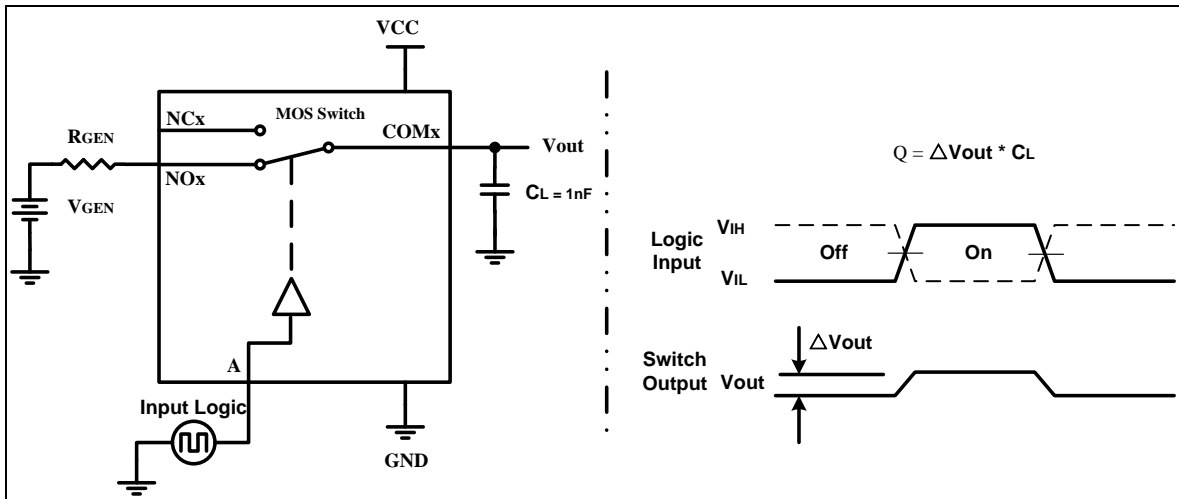 VCC
NCx
MOS Switch
COMx
RGEN
NOx
VGEN
Vout
CL = 1nF
A
Input Logic
GND
Q = △Vout * CL
Logic Input
VIH
VIL
Off
On
△Vout
Switch Output
Vout